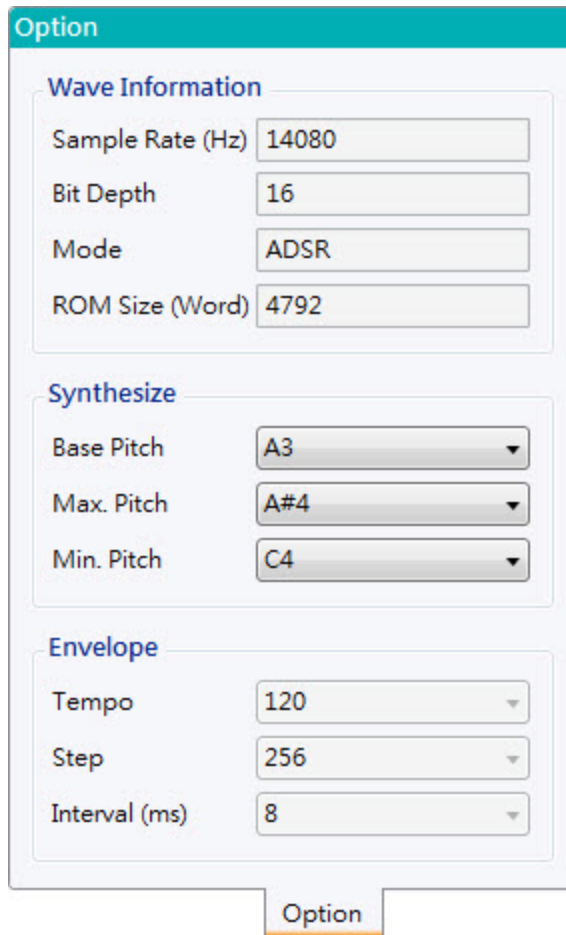 Option
Wave Information
Sample Rate (Hz) 14080
Bit Depth 16
Mode ADSR
ROM Size (Word) 4792
Synthesize
Base Pitch A3
Max. Pitch A#4
Min. Pitch C4
Envelope
Tempo 120
Step 256
Interval (ms) 8
Option